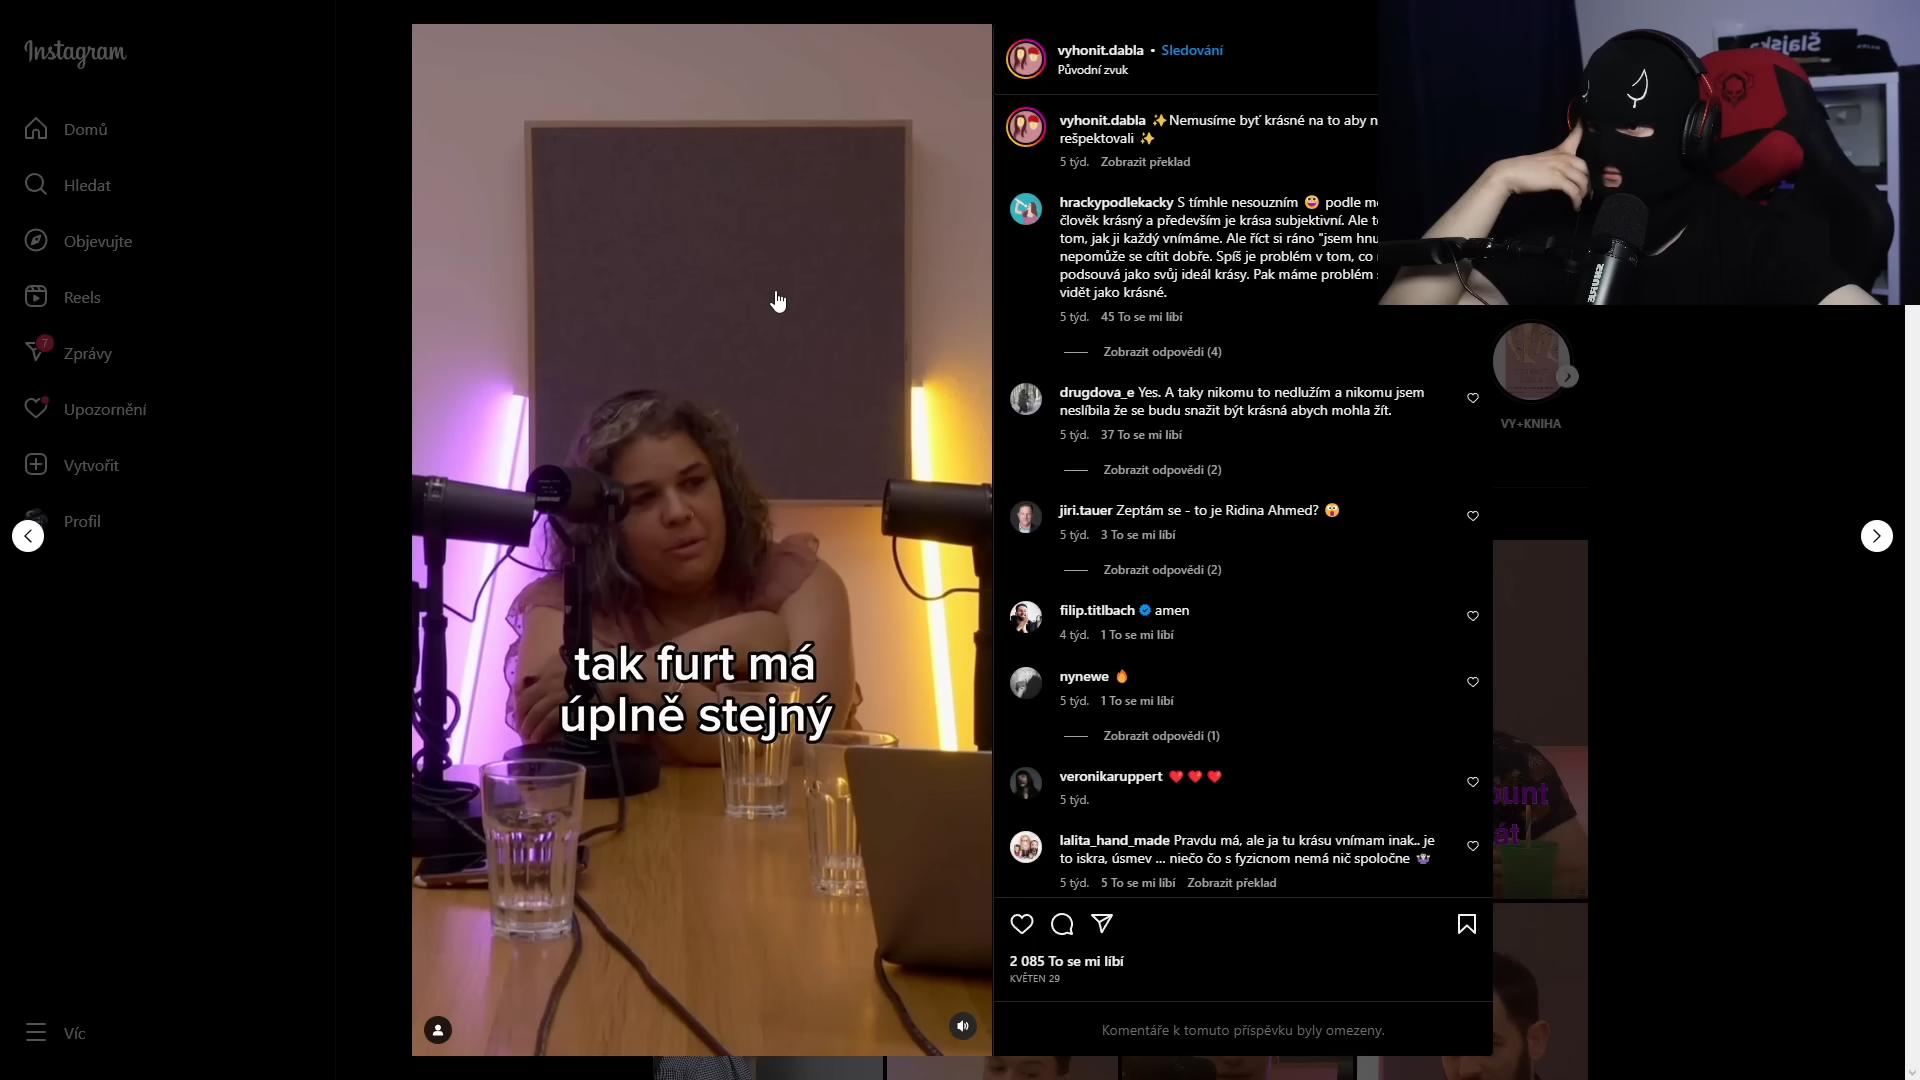 Instagram
Domů
Hledat
Objevujte
Reels
7
Zprávy
Upozornění
Vytvořit
Profil
Víc
tak furt má
úplně stejný
vyhonit.dabla • Sledování
Původní zvuk
vyhonit.dabla ✨Nemusíme byť krásné na to aby n
rešpektovali ✨
5 týd. Zobrazit překlad
hrackypodlekacky S tímhle nesouzním 😄 podle m
člověk krásný a především je krása subjektivní. Ale t
tom, jak ji každý vnímáme. Ale říct si ráno "jsem hnu
nepomůže se cítit dobře. Spíš je problém v tom, co
podsouvá jako svůj ideál krásy. Pak máme problém
vidět jako krásné.
5 týd. 45 To se mi líbí
Zobrazit odpovědi (4)
drugdova_e Yes. A taky nikomu to nedlužím a nikomu jsem
neslíbila že se budu snažit být krásná abych mohla žít.
5 týd. 37 To se mi líbí
Zobrazit odpovědi (2)
jiri.tauer Zeptám se - to je Ridina Ahmed? 😲
5 týd. 3 To se mi líbí
Zobrazit odpovědi (2)
filip.titlbach amen
4 týd. 1 To se mi líbí
nynewe 🔥
5 týd. 1 To se mi líbí
Zobrazit odpovědi (1)
veronikaruppert ❤️❤️❤️
5 týd.
lalita_hand_made Pravdu má, ale ja tu krásu vnímam inak.. je
to iskra, úsmev ... niečo čo s fyzicnom nemá nič spoločne 🤷🏻‍♀️
5 týd. 5 To se mi líbí Zobrazit překlad
2 085 To se mi líbí
KVĚTEN 29
Komentáře k tomuto příspěvku byly omezeny.
Šlajska
SHURE
VY+KNIHA